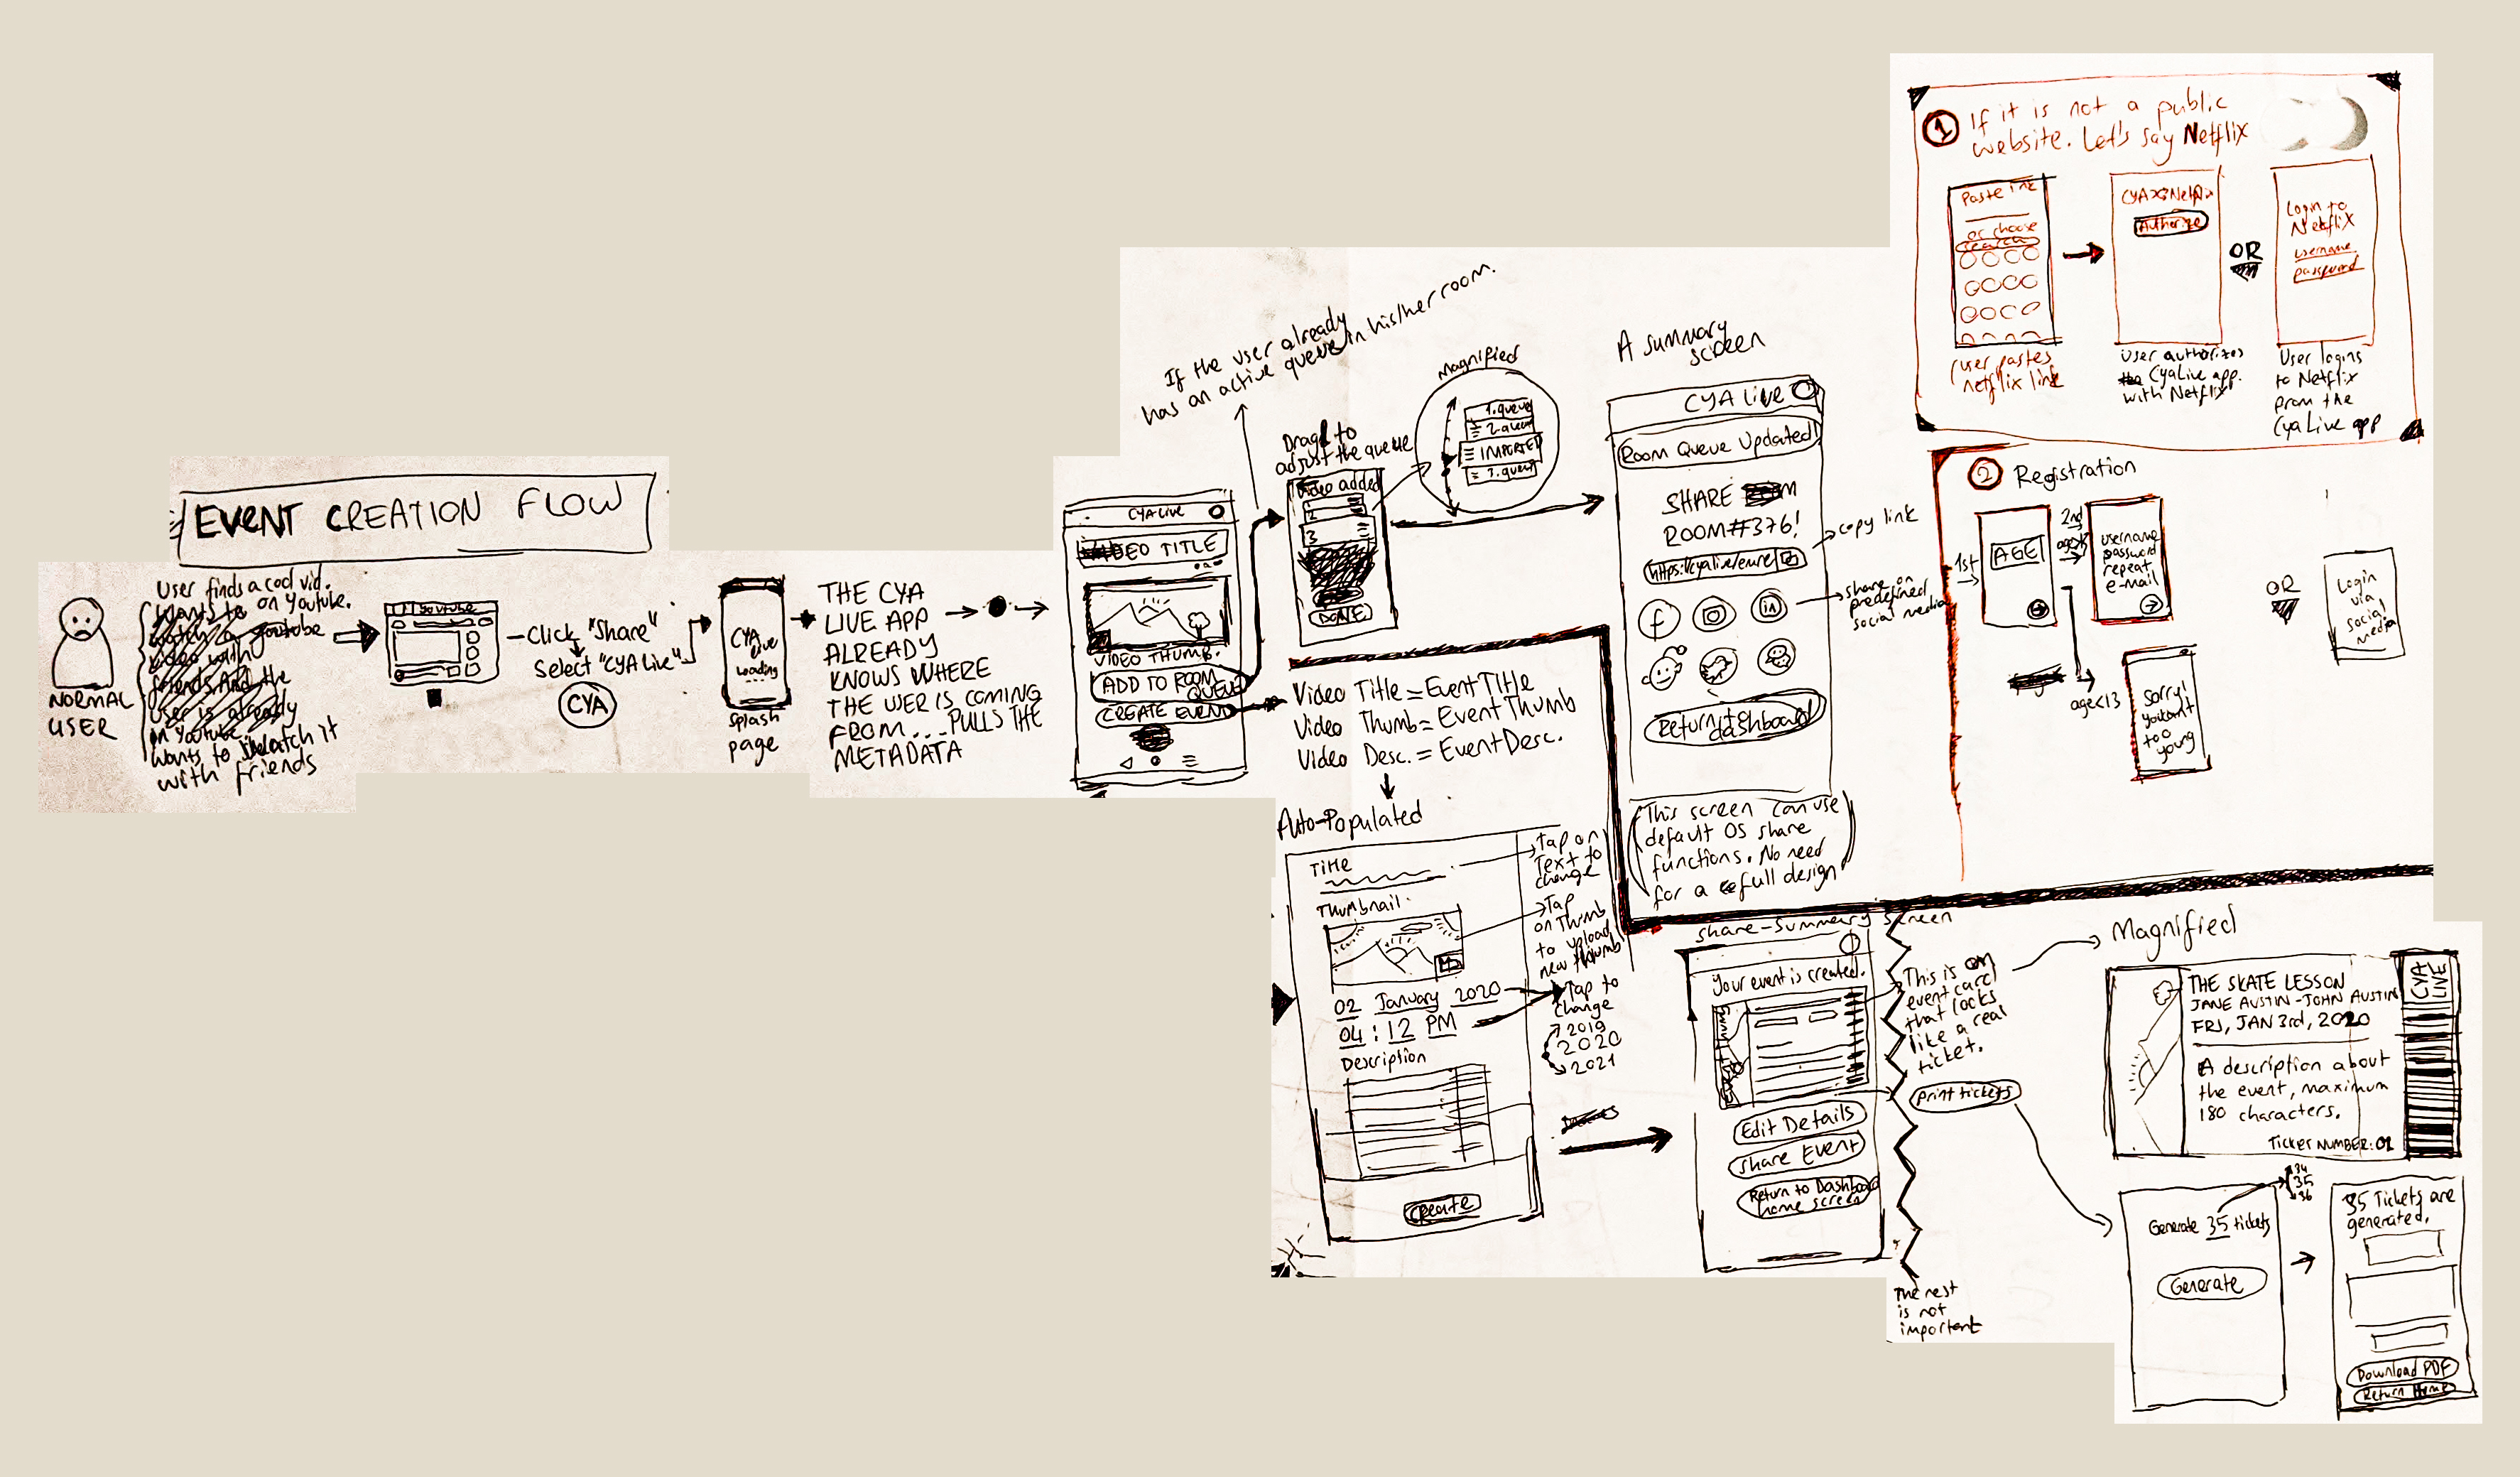 EVENT CREATION FLOW
NORMAL
USER
User finds a cool vid.
on Youtube.
wants to watch it
with friends
Youtube
Click "Share"
Select "CYA Live"
CYA
CYA
Live
loading
...
splash
page
THE CYA
LIVE APP
ALREADY
KNOWS WHERE
THE USER IS COMING
FROM... PULLS THE
METADATA
CYA LIVE
VIDEO TITLE
VIDEO THUMB.
ADD TO ROOM
QUEUE
CREATE EVENT
If the user already
has an active queue in his/her room.
Drag to
adjust the queue
Video added
2
3
DONE
Magnified
1. queue
2. queue
IMPORTED
3. queue
A summary
screen
CYA Live
Room Queue Updated!
SHARE
ROOM#376!
copy link
share on
predefined
social media
f
in
Return to
dashboard
(This screen can use
default OS share
functions. No need
for a full design)
Video Title = Event Title
Video Thumb = Event Thumb
Video Desc. = Event Desc.
Auto-Populated
Title
Thumbnail
02 January 2020
04 : 12 PM
Description
Create
Tap on
Text to
change
Tap
on Thumb
to upload
new thumb
Tap to
change
2019
2020
2021
Share-Summary Screen
Your event is created.
Edit Details
Share Event
Return to Dashboard
home screen
This is an
event card
that looks
like a real
ticket.
print tickets
The rest
is not
important
Magnified
THE SKATE LESSON
JANE AUSTIN - JOHN AUSTIN
FRI, JAN 3rd, 2020
A description about
the event, maximum
180 characters.
TICKET NUMBER: 02
CYA
LIVE
Generate 35 tickets
34
35
36
Generate
35 Tickets are
generated.
Download PDF
Return Home
1 If it is not a public
website. Let's say Netflix
Paste link
or choose
search
User pastes
netflix link
CYA x Netflix
Authorize
User authorizes
CyaLive app.
with Netflix
OR
Login to
Netflix
username
password
User logins
to Netflix
from the
CyaLive app
2 Registration
1st
AGE
2nd
username
password
repeat
e-mail
age<13
Sorry!
too
young
OR
Login
via
social
media